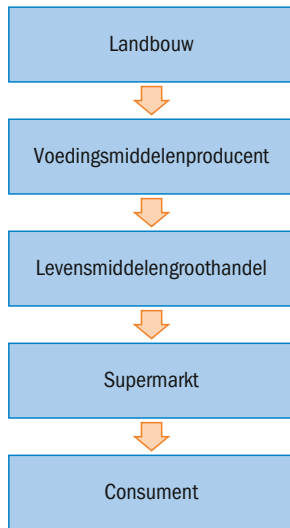 Landbouw
Voedingsmiddelenproducent
Levensmiddelengroothandel
Supermarkt
Consument